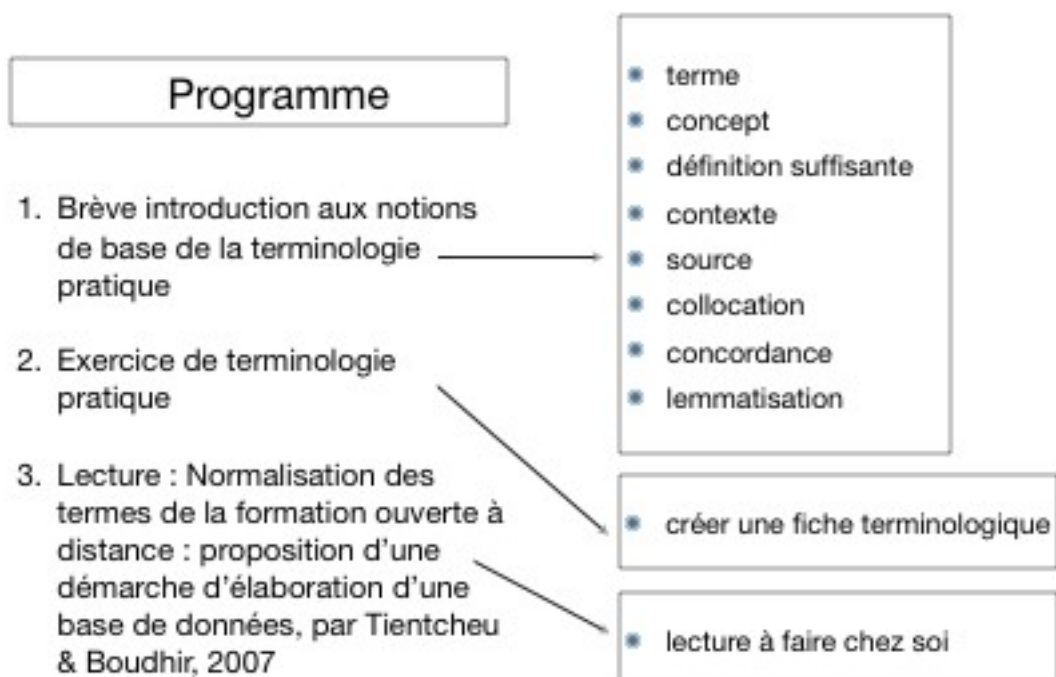 Programme
1. Brève introduction aux notions
de base de la terminologie
pratique
2. Exercice de terminologie
pratique
3. Lecture : Normalisation des
termes de la formation ouverte à
distance : proposition d'une
démarche d'élaboration d'une
base de données, par Tientcheu
& Boudhir, 2007
terme
concept
définition suffisante
contexte
source
collocation
concordance
lemmatisation
créer une fiche terminologique
lecture à faire chez soi